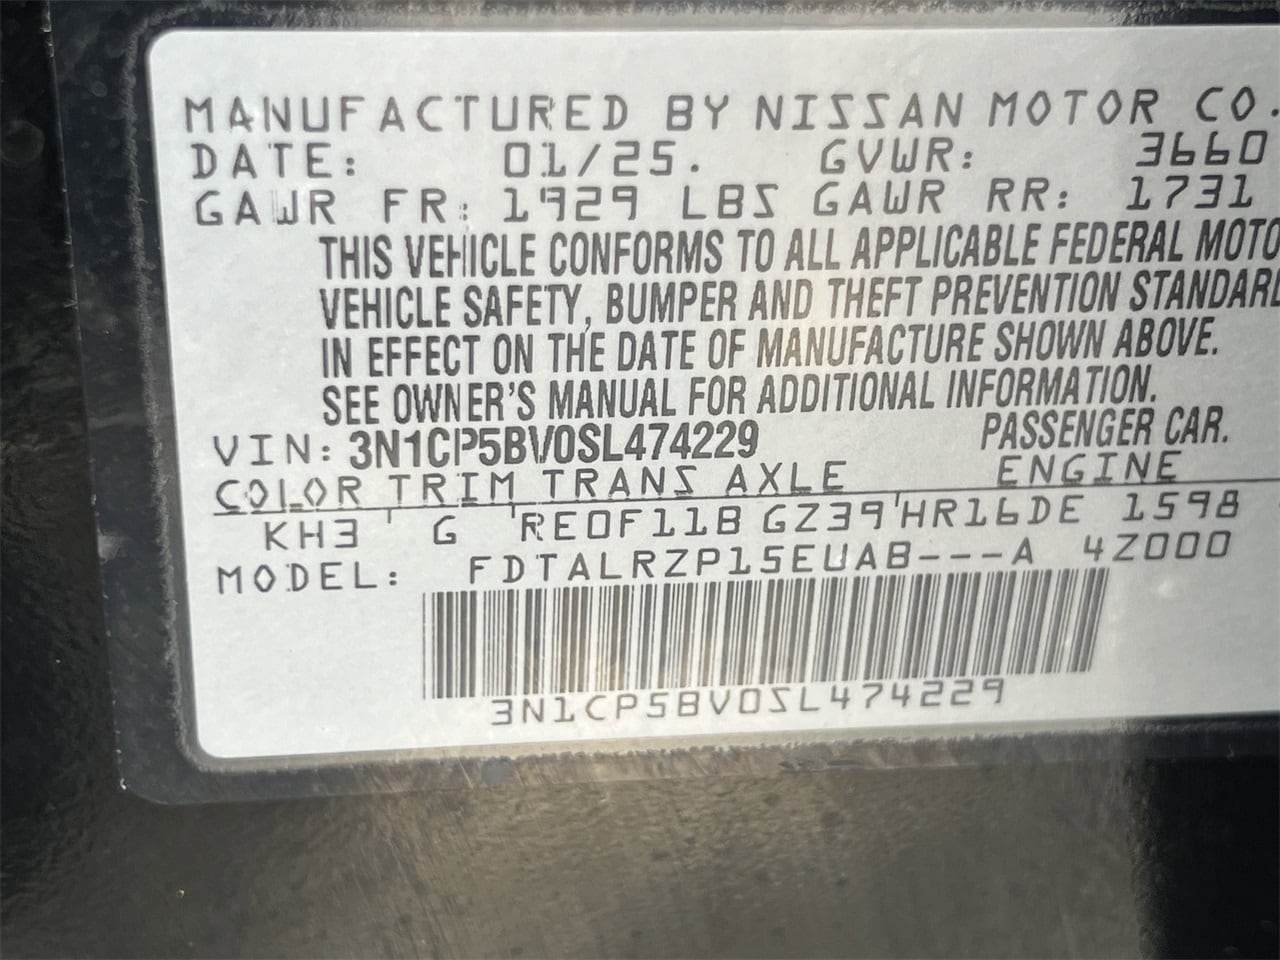 MANUFACTURED BY NISSAN MOTOR CO.
DATE: 01/25. GVWR: 3660
GAWR FR: 1929 LBS GAWR RR: 1731
THIS VEHICLE CONFORMS TO ALL APPLICABLE FEDERAL MOTO
VEHICLE SAFETY, BUMPER AND THEFT PREVENTION STANDARD
IN EFFECT ON THE DATE OF MANUFACTURE SHOWN ABOVE.
SEE OWNER'S MANUAL FOR ADDITIONAL INFORMATION.
VIN: 3N1CP5BV0SL474229 PASSENGER CAR.
COLOR TRIM TRANS AXLE ENGINE
KH3 G RE0F11B GZ39 HR16DE 1598
MODEL: FDTALRZP15EUAB---A 4Z000
3N1CP5BV0SL474229